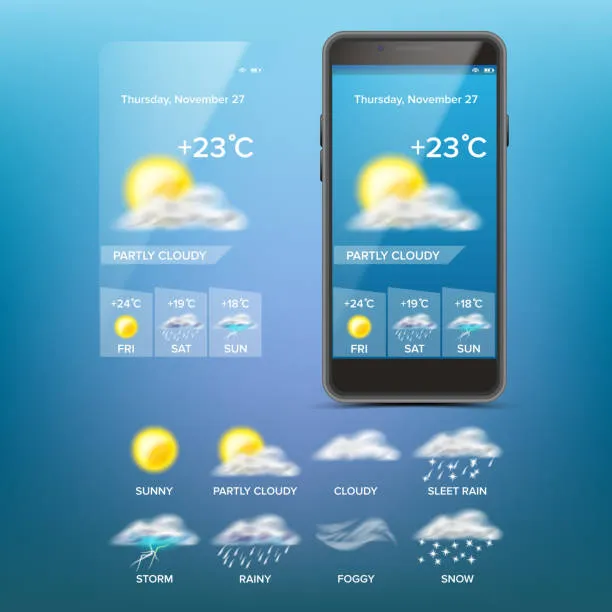 Thursday, November 27
+23°C
PARTLY CLOUDY
+24°C +19°C +18°C
FRI SAT SUN
Thursday, November 27
+23°C
PARTLY CLOUDY
+24°C +19°C +18°C
FRI SAT SUN
SUNNY PARTLY CLOUDY CLOUDY SLEET RAIN
STORM RAINY FOGGY SNOW